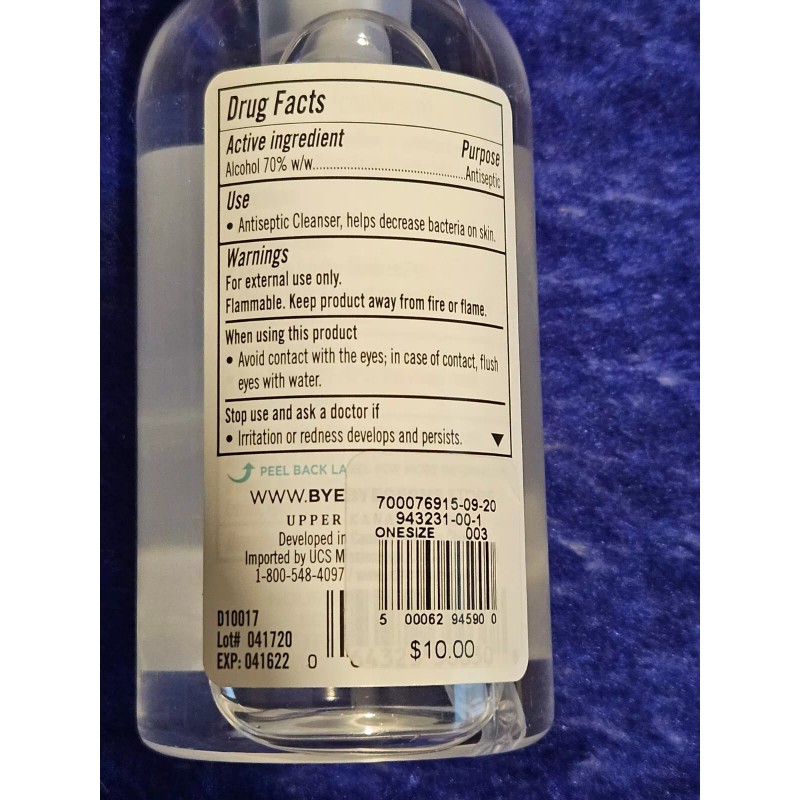 Drug Facts
Active ingredient Purpose
Alcohol 70% w/w..........Antiseptic
Use
• Antiseptic Cleanser, helps decrease bacteria on skin.
Warnings
For external use only.
Flammable. Keep product away from fire or flame.
When using this product
• Avoid contact with the eyes; in case of contact, flush
eyes with water.
Stop use and ask a doctor if
• Irritation or redness develops and persists.
PEEL BACK LA
WWW.BYE
UPPER
Developed in
Imported by UCS M
1-800-548-4097
D10017
Lot# 041720
EXP: 041622 0
700076915-09-20
943231-00-1
ONESIZE 003
5 00062 94590 0
$10.00